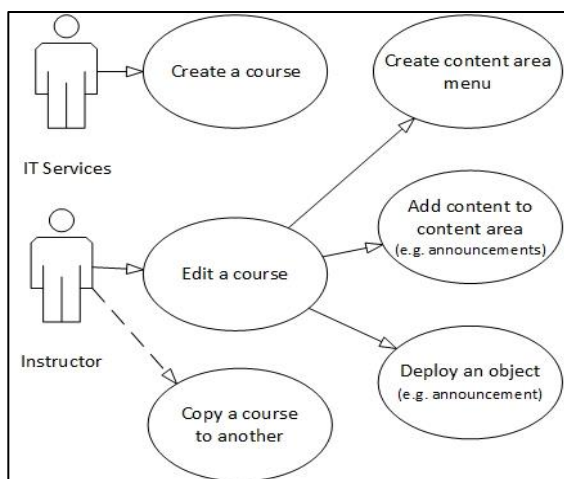 Create a course
Create content area
menu
IT Services
Add content to
content area
(e.g. announcements)
Edit a course
Instructor
Deploy an object
(e.g. announcement)
Copy a course
to another